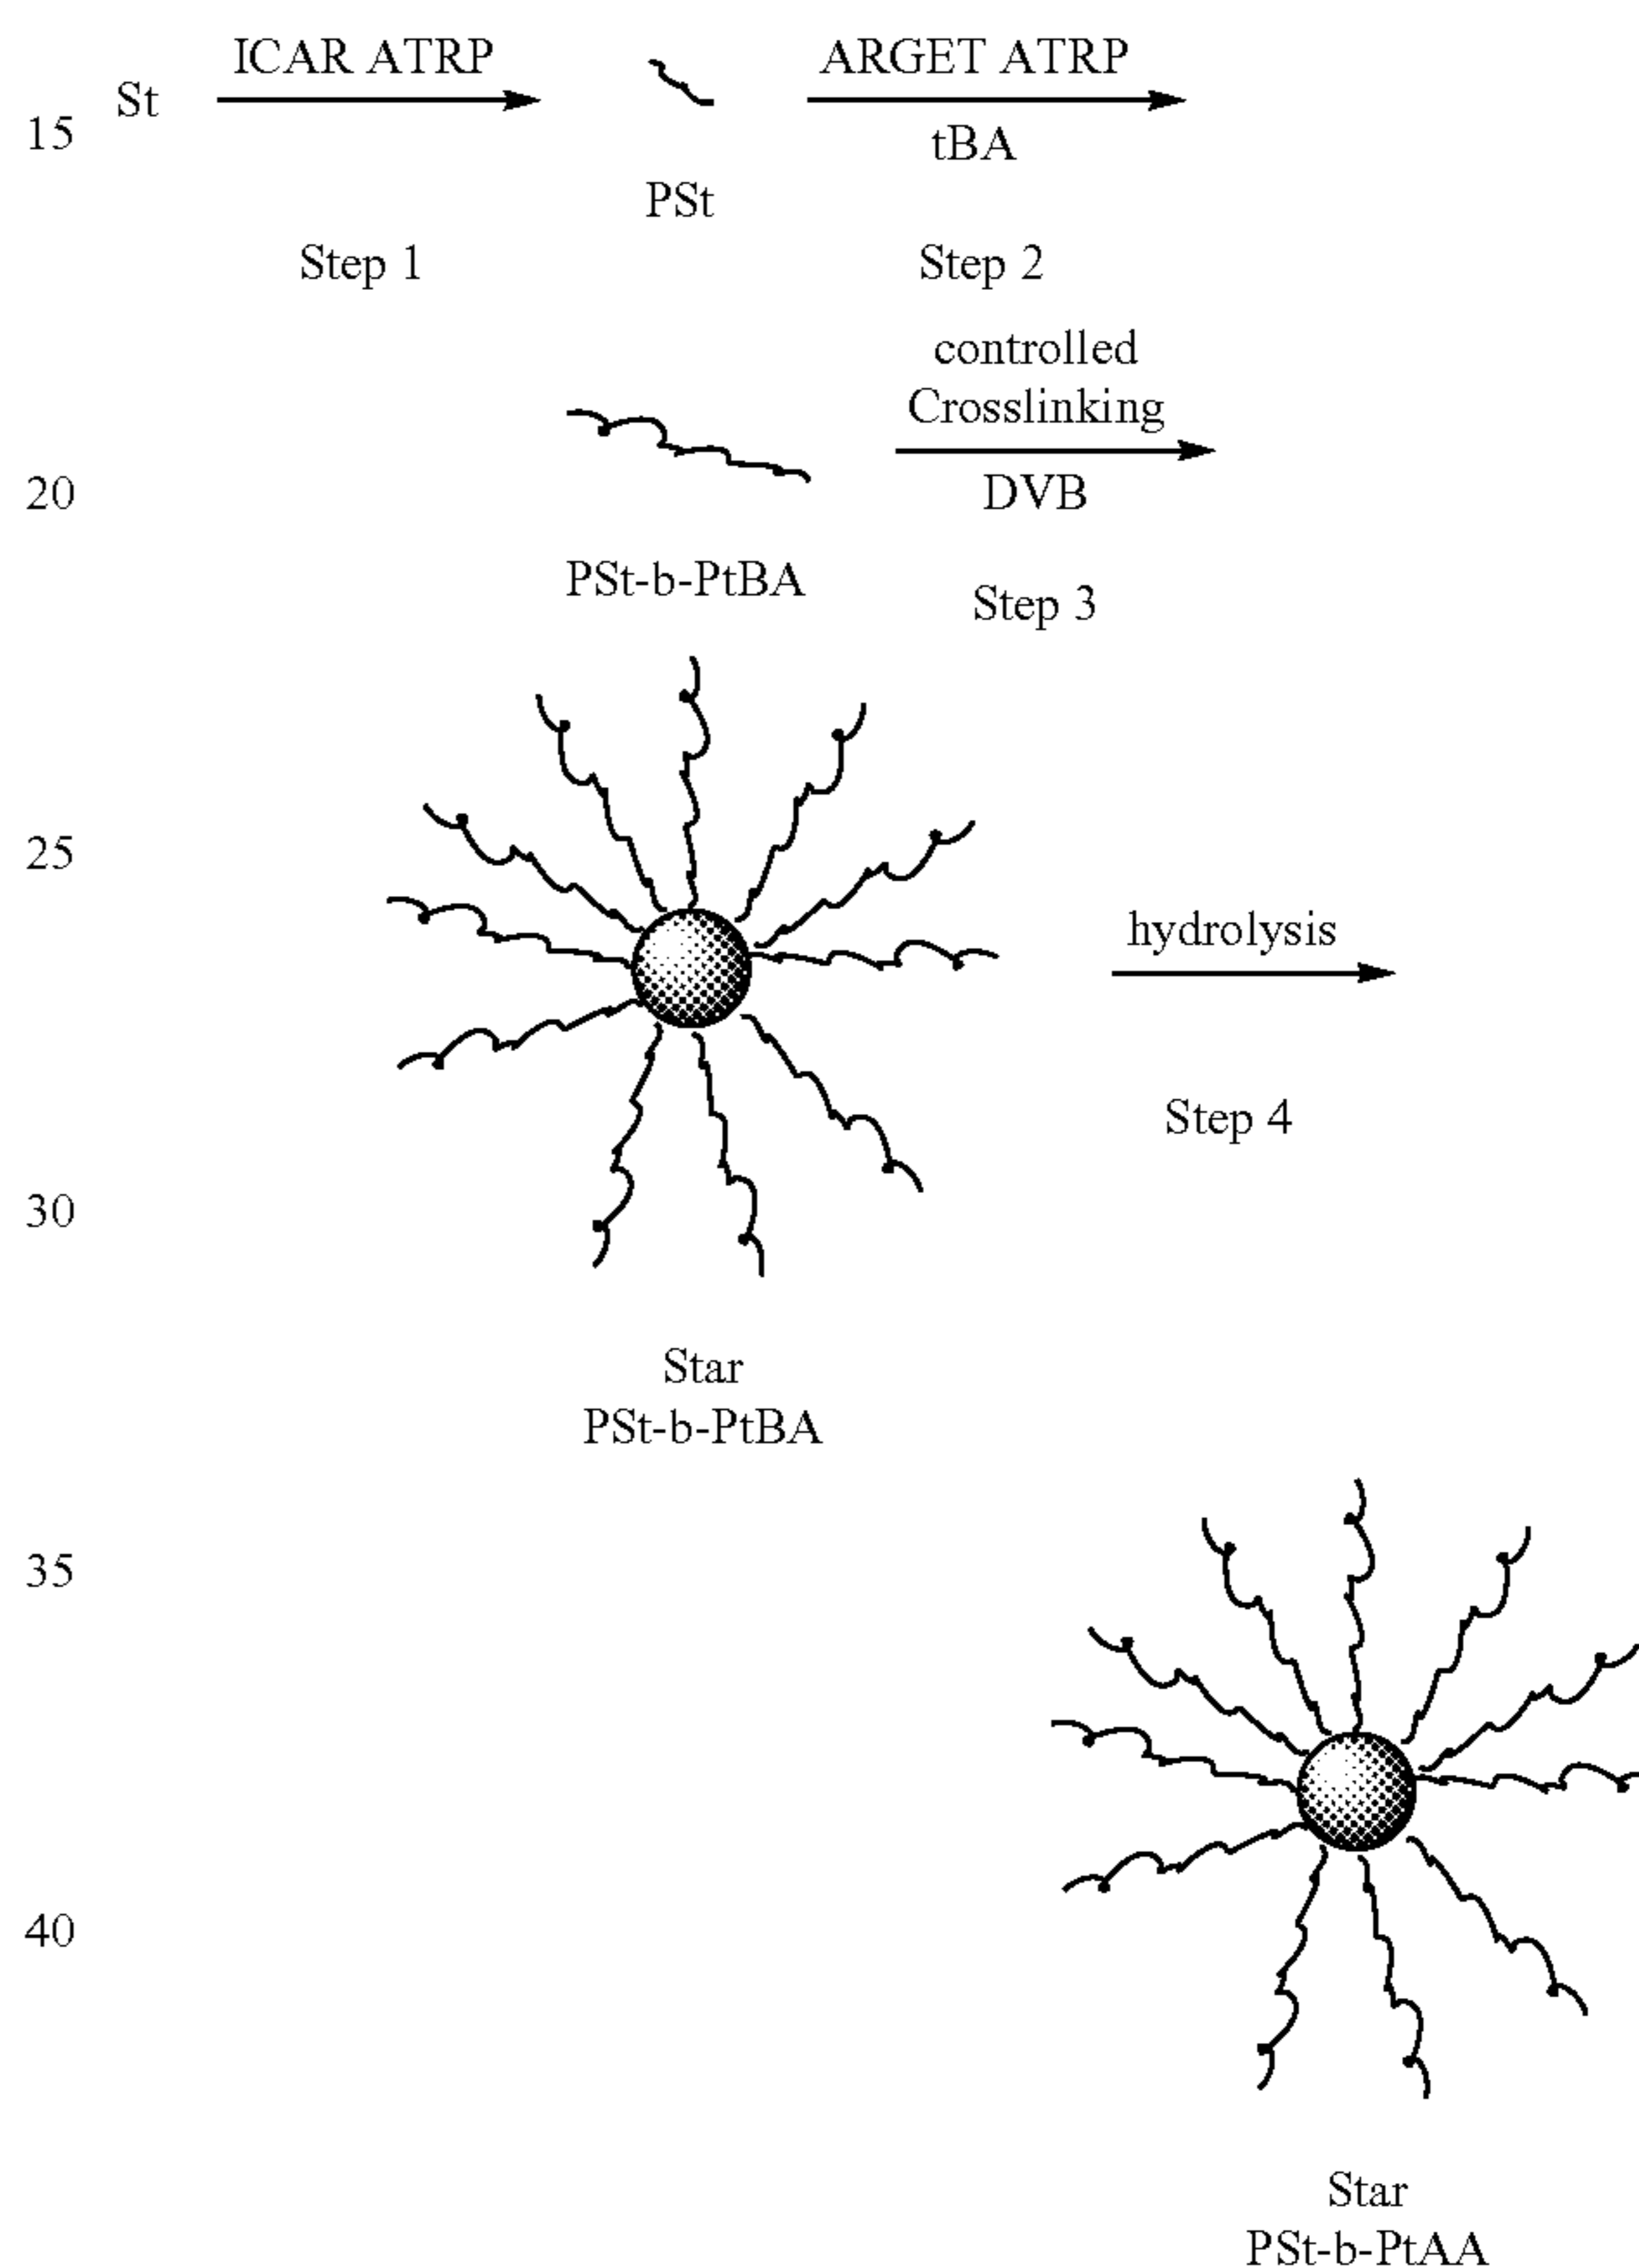 ICAR ATRP
ARGET ATRP
St
15
tBA
PSt
Step 1
Step 2
controlled
Crosslinking
20
DVB
PSt-b-PtBA
Step 3
25
hydrolysis
Step 4
30
Star
PSt-b-PtBA
35
40
Star
PSt-b-PtAA